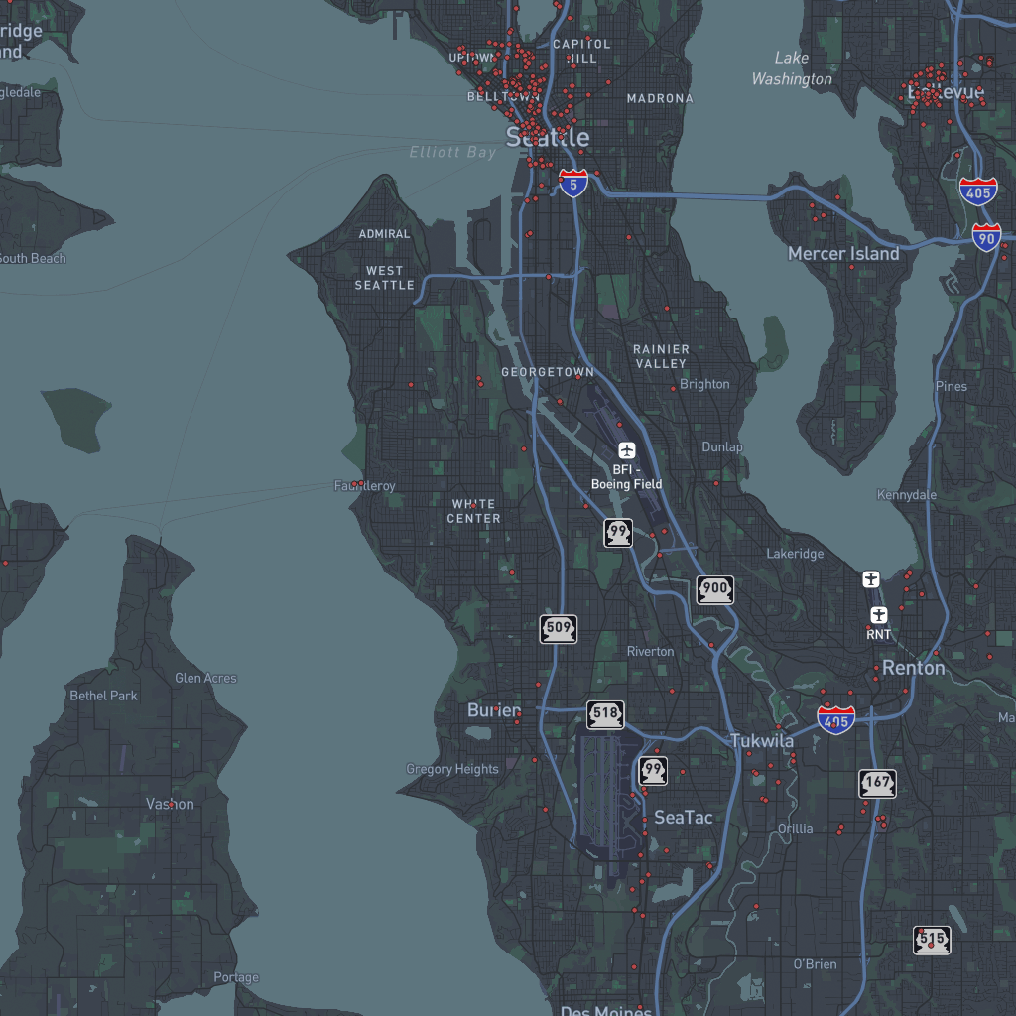 ridge
nd
gledale
UPTOWN
CAPITOL
HILL
Lake
Washington
BELLTOWN
MADRONA
Bellevue
Seattle
Elliott Bay
5
405
90
ADMIRAL
South Beach
WEST
SEATTLE
Mercer Island
RAINIER
VALLEY
GEORGETOWN
Brighton
Pires
Dunlap
BFI -
Boeing Field
Fauntleroy
Kennydale
WHITE
CENTER
99
Lakeridge
900
509
RNT
Riverton
Renton
Glen Acres
Bethel Park
Burien
518
405
Ma
Tukwila
Gregory Heights
99
167
Vashon
SeaTac
Orillia
515
O'Brien
Portage
Des Moines